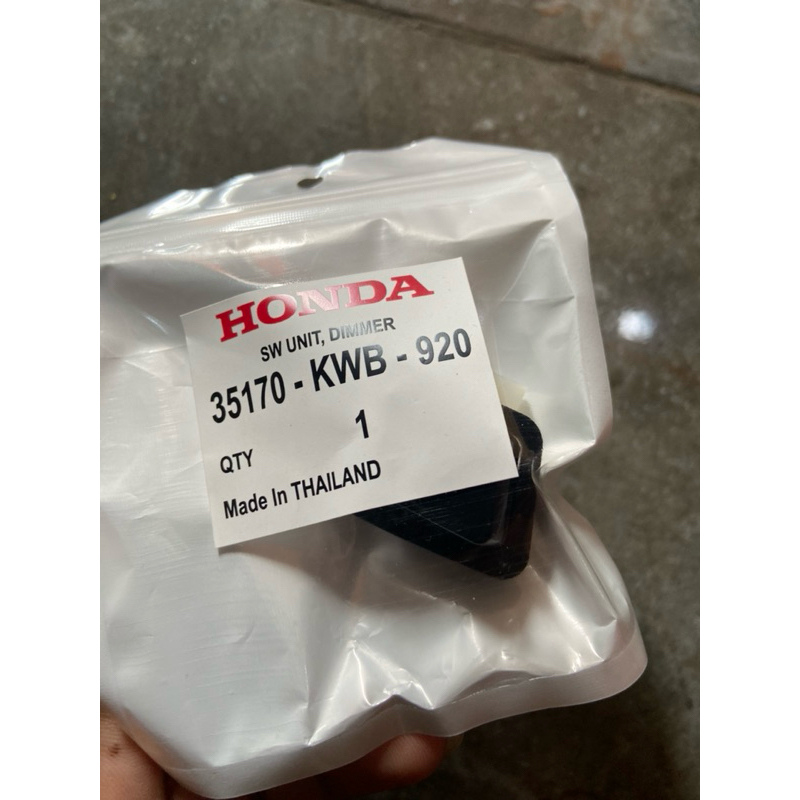 HONDA
SW UNIT, DIMMER
35170 - KWB - 920
QTY 1
Made In THAILAND